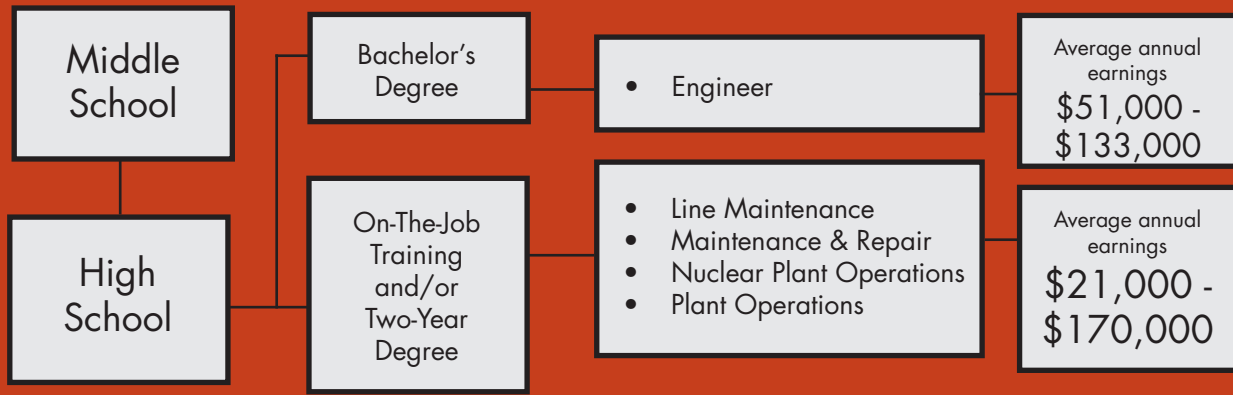 Middle
School
High
School
Bachelor's
Degree
On-The-Job
Training
and/or
Two-Year
Degree
• Engineer
• Line Maintenance
• Maintenance & Repair
• Nuclear Plant Operations
• Plant Operations
Average annual
earnings
$51,000 -
$133,000
Average annual
earnings
$21,000 -
$170,000